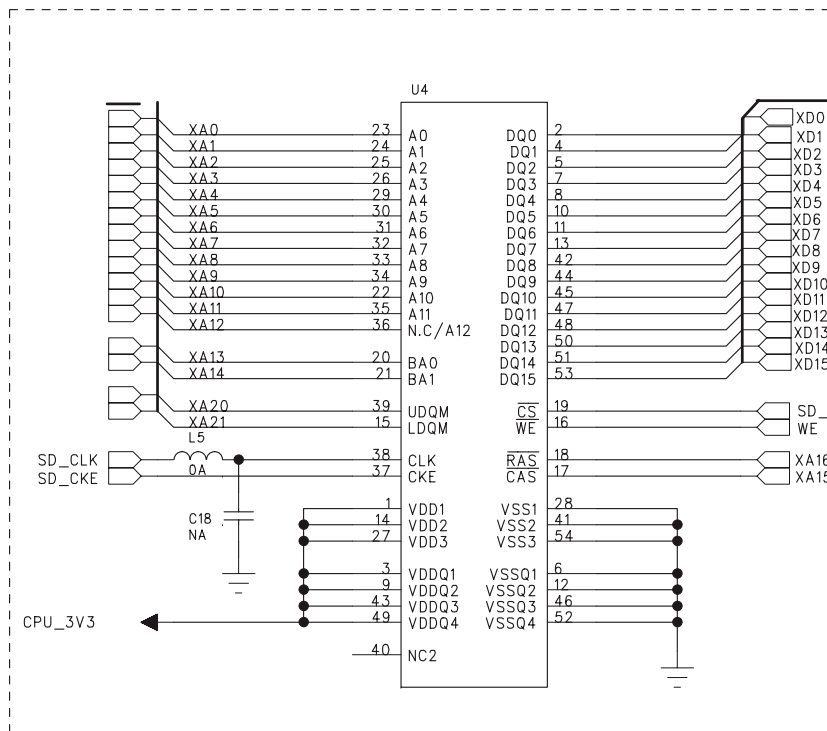 U4
XD0
XA0 23 A0 DQ0 2 XD1
XA1 24 A1 DQ1 4 XD2
XA2 25 A2 DQ2 5 XD3
XA3 26 A3 DQ3 7 XD4
XA4 29 A4 DQ4 8 XD5
XA5 30 A5 DQ5 10 XD6
XA6 31 A6 DQ6 11 XD7
XA7 32 A7 DQ7 13 XD8
XA8 33 A8 DQ8 42 XD9
XA9 34 A9 DQ9 44 XD10
XA10 22 A10 DQ10 45 XD11
XA11 35 A11 DQ11 47 XD12
XA12 36 N.C/A12 DQ12 48 XD13
DQ13 50 XD14
XA13 20 BA0 DQ14 51 XD15
XA14 21 BA1 DQ15 53
XA20 39 UDQM CS 19 SD_
XA21 15 LDQM WE 16 WE
L5
SD_CLK 38 CLK RAS 18 XA16
SD_CKE 0A 37 CKE CAS 17 XA15
1 VDD1 VSS1 28
C18 14 VDD2 VSS2 41
NA 27 VDD3 VSS3 54
3 VDDQ1 VSSQ1 6
9 VDDQ2 VSSQ2 12
43 VDDQ3 VSSQ3 46
CPU_3V3 49 VDDQ4 VSSQ4 52
40 NC2